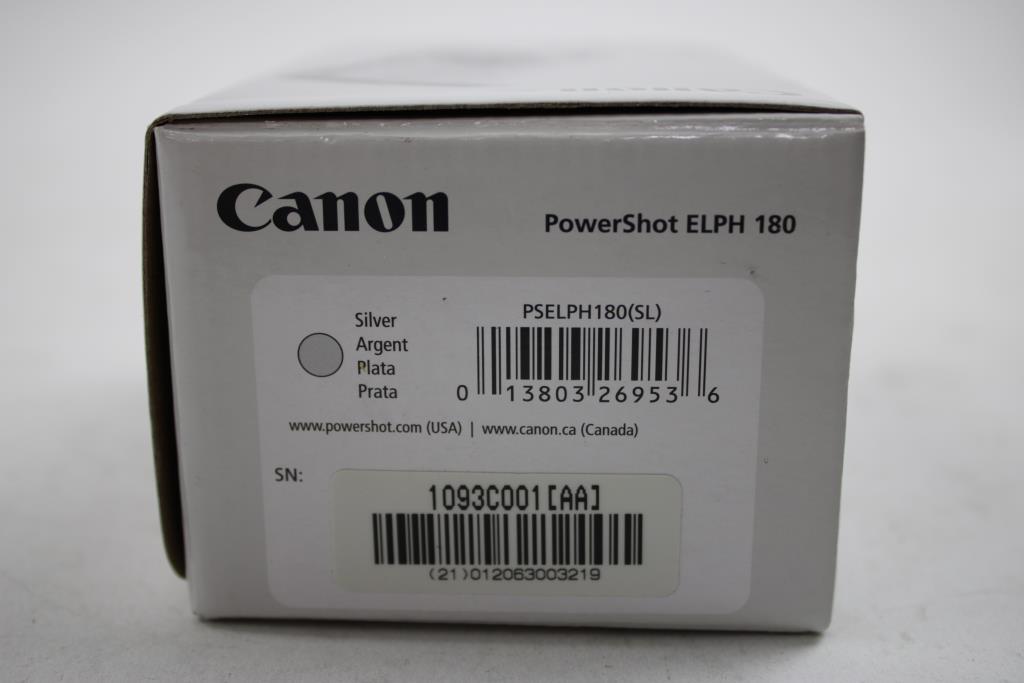 Canon
PowerShot ELPH 180
Silver
Argent
Plata
Prata
PSELPH180(SL)
0 13803 26953 6
www.powershot.com (USA) | www.canon.ca (Canada)
SN:
1093C001[AA]
(21)012063003219